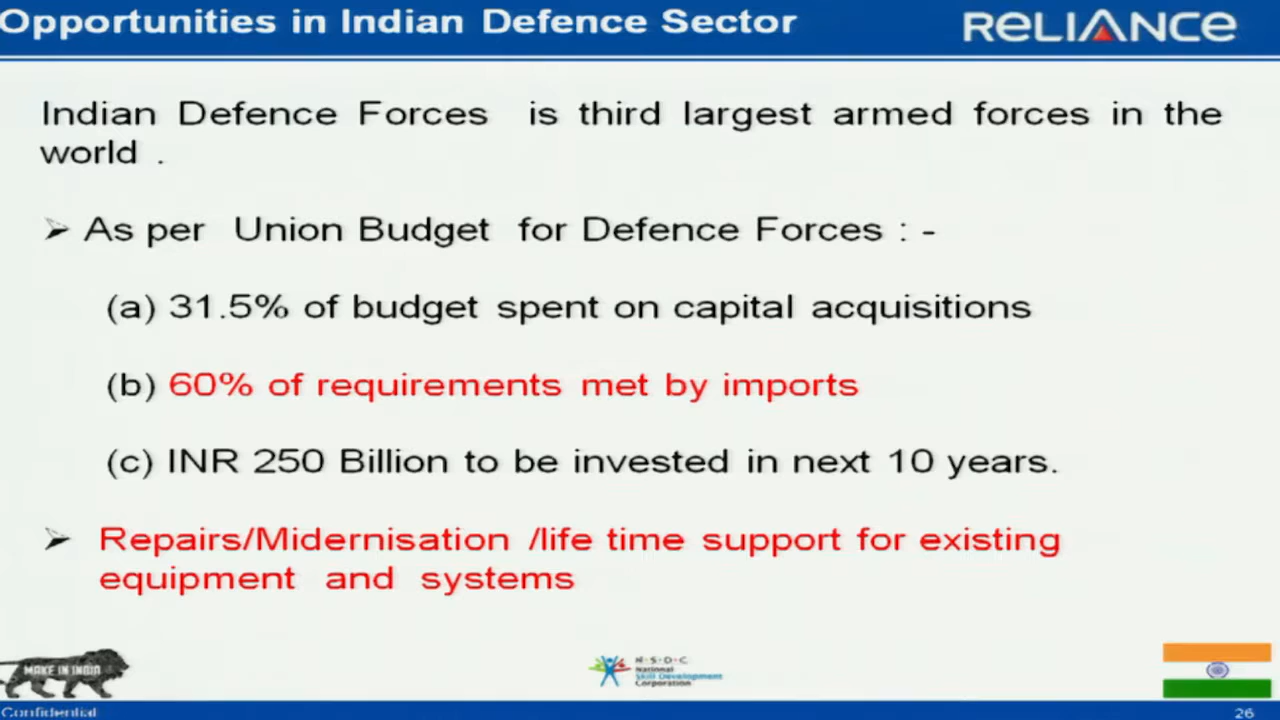 Opportunities in Indian Defence Sector
RELIANCE
Indian Defence Forces is third largest armed forces in the
world .
➢ As per Union Budget for Defence Forces : -
(a) 31.5% of budget spent on capital acquisitions
(b) 60% of requirements met by imports
(c) INR 250 Billion to be invested in next 10 years.
➢ Repairs/Midernisation /life time support for existing
equipment and systems
MAKE IN INDIA
N·S·D·C
National
Skill Development
Corporation
Confidential
26